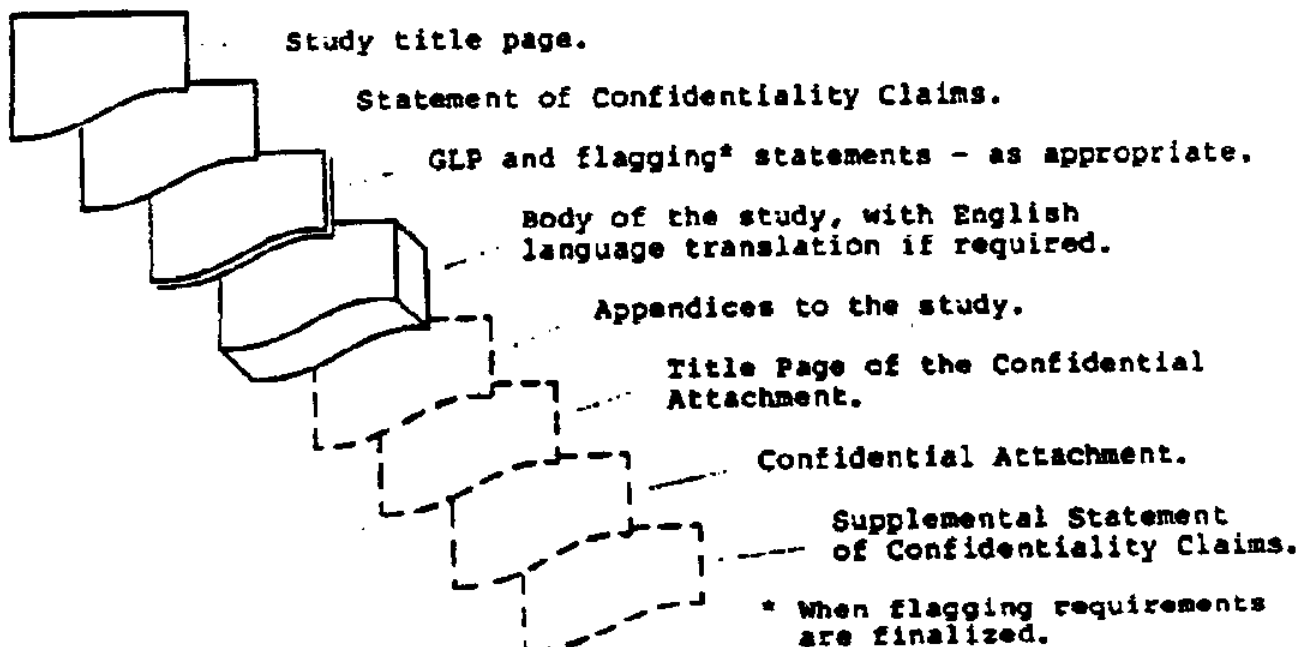 Study title page.
Statement of Confidentiality Claims.
GLP and flagging* statements - as appropriate.
Body of the study, with English
language translation if required.
Appendices to the study.
Title Page of the Confidential
Attachment.
Confidential Attachment.
Supplemental Statement
of Confidentiality Claims.
* When flagging requirements
are finalized.